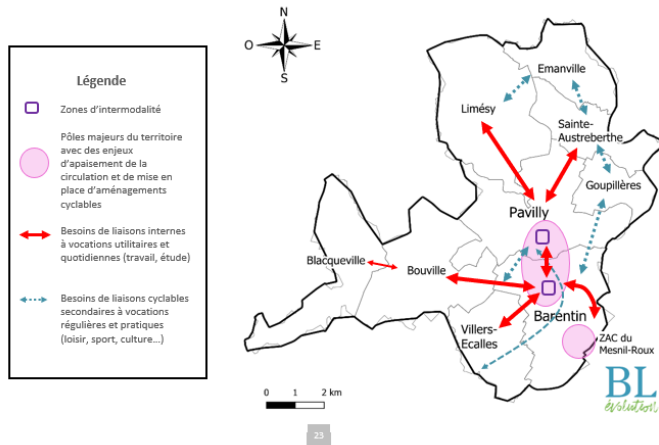 N
O
E
S
Légende
Zones d'intermodalité
Pôles majeurs du territoire
avec des enjeux
d'apaisement de la
circulation et de mise en
place d'aménagements
cyclables
Besoins de liaisons internes
à vocations utilitaires et
quotidiennes (travail, étude)
Besoins de liaisons cyclables
secondaires à vocations
régulières et pratiques
(loisir, sport, culture...)
Emanville
Limésy
Sainte-
Austreberthe
Goupillères
Pavilly
Blacqueville
Bouville
Barentin
Villers-
Ecalles
ZAC du
Mesnil-Roux
0 1 2 km
BL
évolution
23